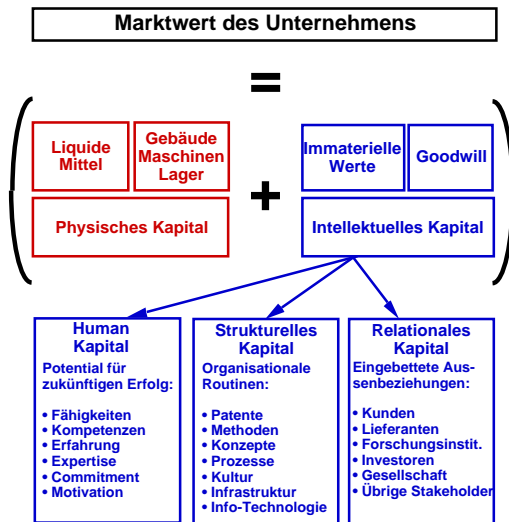 Marktwert des Unternehmens
=
Liquide
Mittel
Gebäude
Maschinen
Lager
Physisches Kapital
+
Immaterielle
Werte
Goodwill
Intellektuelles Kapital
Human
Kapital
Potential für
zukünftigen Erfolg:
• Fähigkeiten
• Kompetenzen
• Erfahrung
• Expertise
• Commitment
• Motivation
Strukturelles
Kapital
Organisationale
Routinen:
• Patente
• Methoden
• Konzepte
• Prozesse
• Kultur
• Infrastruktur
• Info-Technologie
Relationales
Kapital
Eingebettete Aus-
senbeziehungen:
• Kunden
• Lieferanten
• Forschungsinstit.
• Investoren
• Gesellschaft
• Übrige Stakeholder